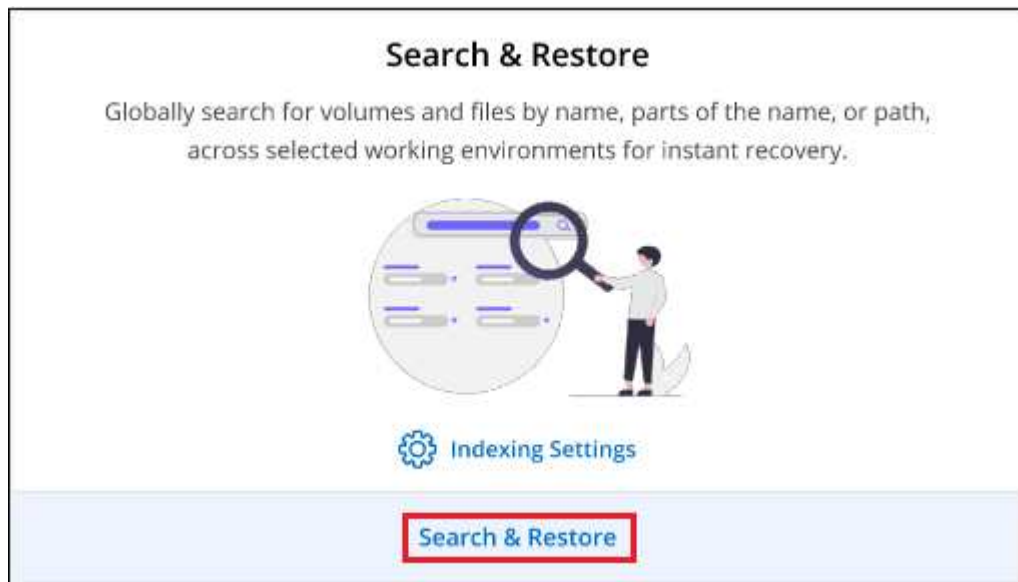 Search & Restore
Globally search for volumes and files by name, parts of the name, or path,
across selected working environments for instant recovery.
Indexing Settings
Search & Restore